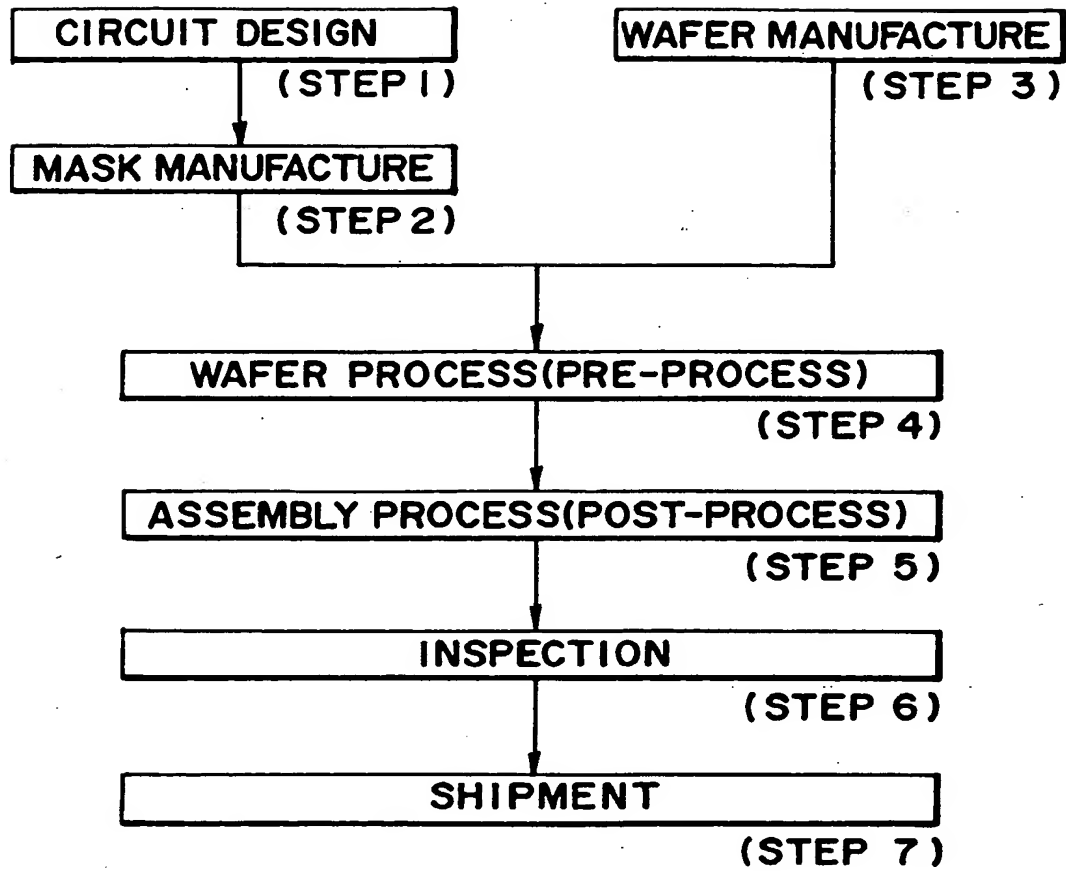 CIRCUIT DESIGN
(STEP 1)
MASK MANUFACTURE
(STEP 2)
WAFER MANUFACTURE
(STEP 3)
WAFER PROCESS(PRE-PROCESS)
(STEP 4)
ASSEMBLY PROCESS(POST-PROCESS)
(STEP 5)
INSPECTION
(STEP 6)
SHIPMENT
(STEP 7)